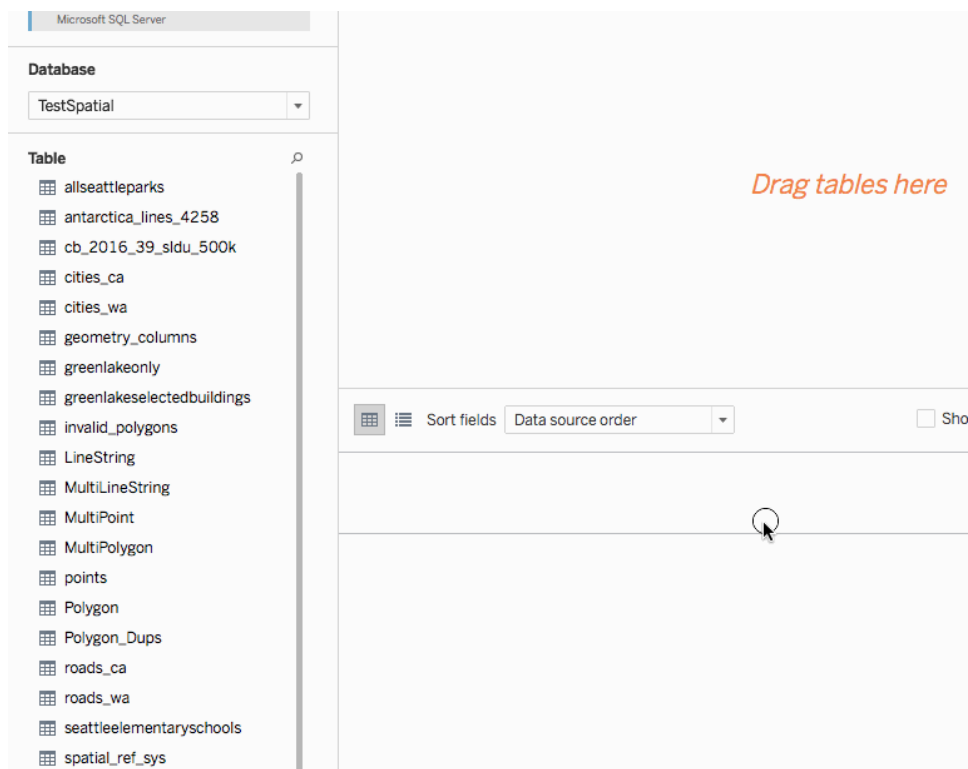 Microsoft SQL Server
Database
TestSpatial
Table
allseattleparks
antarctica_lines_4258
cb_2016_39_sldu_500k
cities_ca
cities_wa
geometry_columns
greenlakeonly
greenlakeselectedbuildings
invalid_polygons
LineString
MultiLineString
MultiPoint
MultiPolygon
points
Polygon
Polygon_Dups
roads_ca
roads_wa
seattleelementaryschools
spatial_ref_sys
Drag tables here
Sort fields Data source order Sho